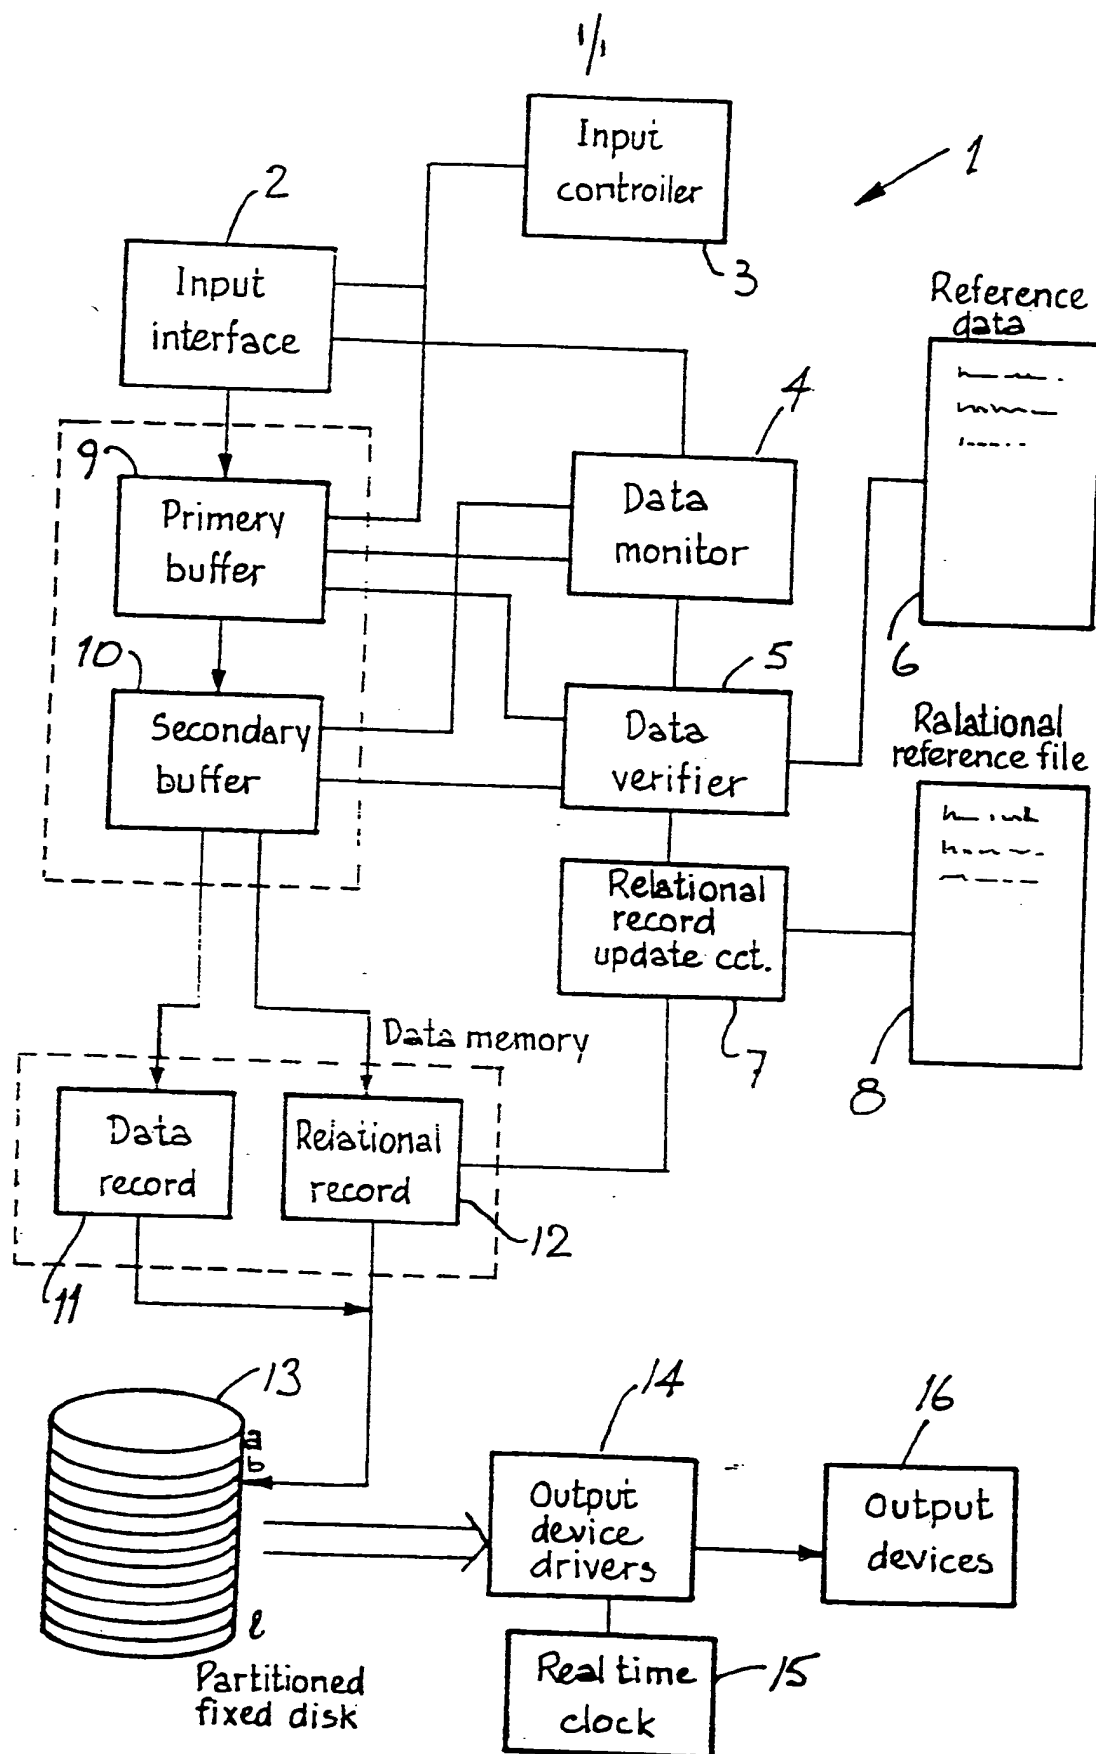 1/1
Input
controiler
3
1
2
Input
interface
Reference
data
6
4
Data
monitor
9
Primery
buffer
10
Secondary
buffer
5
Data
verifier
Ralational
reference file
8
Relational
record
update cct.
7
Data memory
Data
record
11
Relational
record
12
13
a
b
l
Partitioned
fixed disk
14
Output
device
drivers
15
Real time
clock
16
Output
devices